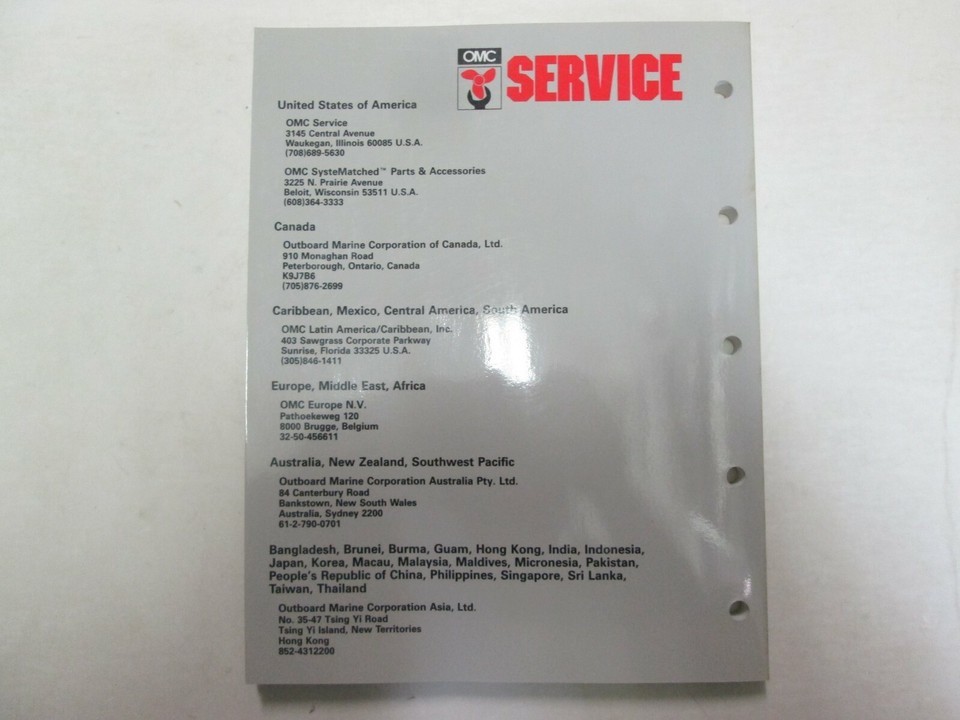 OMC
SERVICE
United States of America
OMC Service
3145 Central Avenue
Waukegan, Illinois 60085 U.S.A.
(708)689-5630
OMC SysteMatched™ Parts & Accessories
3225 N. Prairie Avenue
Beloit, Wisconsin 53511 U.S.A.
(608)364-3333
Canada
Outboard Marine Corporation of Canada, Ltd.
910 Monaghan Road
Peterborough, Ontario, Canada
K9J7B6
(705)876-2699
Caribbean, Mexico, Central America, South America
OMC Latin America/Caribbean, Inc.
403 Sawgrass Corporate Parkway
Sunrise, Florida 33325 U.S.A.
(305)846-1411
Europe, Middle East, Africa
OMC Europe N.V.
Pathoekeweg 120
8000 Brugge, Belgium
32-50-456611
Australia, New Zealand, Southwest Pacific
Outboard Marine Corporation Australia Pty. Ltd.
84 Canterbury Road
Bankstown, New South Wales
Australia, Sydney 2200
61-2-790-0701
Bangladesh, Brunei, Burma, Guam, Hong Kong, India, Indonesia,
Japan, Korea, Macau, Malaysia, Maldives, Micronesia, Pakistan,
People's Republic of China, Philippines, Singapore, Sri Lanka,
Taiwan, Thailand
Outboard Marine Corporation Asia, Ltd.
No. 35-47 Tsing Yi Road
Tsing Yi Island, New Territories
Hong Kong
852-4312200